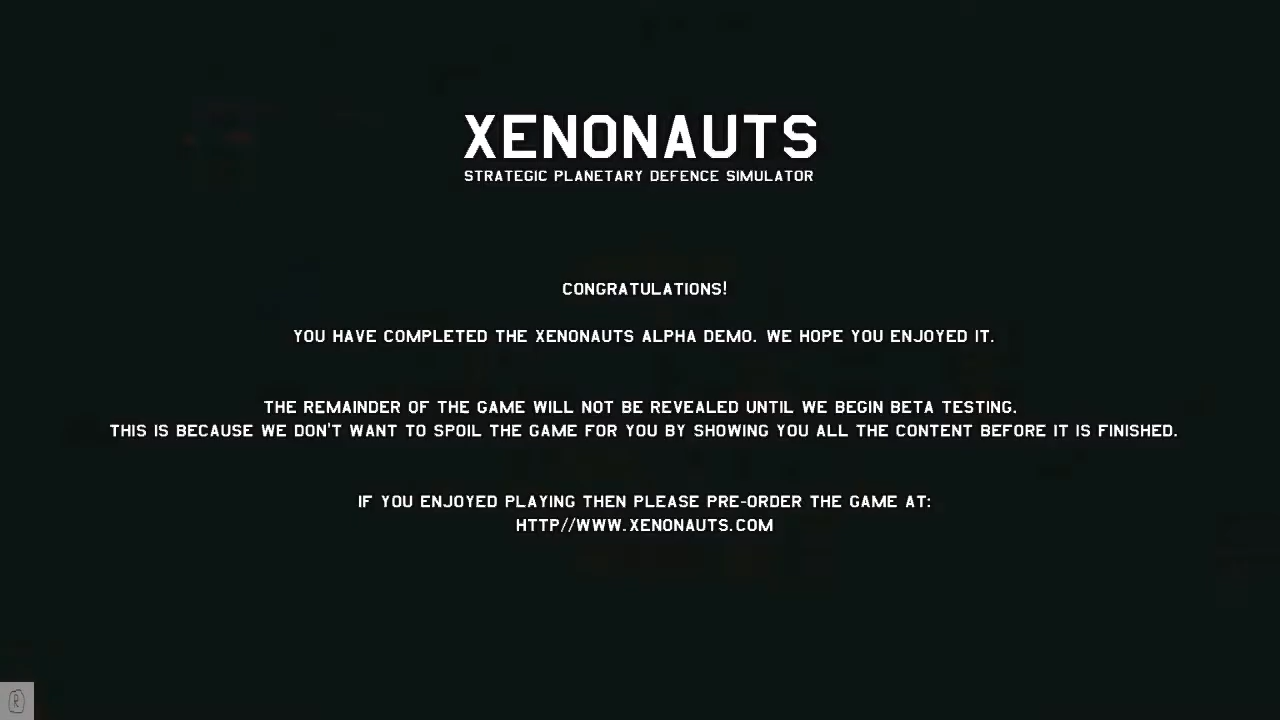 XENONAUTS
STRATEGIC PLANETARY DEFENCE SIMULATOR
CONGRATULATIONS!
YOU HAVE COMPLETED THE XENONAUTS ALPHA DEMO. WE HOPE YOU ENJOYED IT.
THE REMAINDER OF THE GAME WILL NOT BE REVEALED UNTIL WE BEGIN BETA TESTING.
THIS IS BECAUSE WE DON'T WANT TO SPOIL THE GAME FOR YOU BY SHOWING YOU ALL THE CONTENT BEFORE IT IS FINISHED.
IF YOU ENJOYED PLAYING THEN PLEASE PRE-ORDER THE GAME AT:
HTTP//WWW.XENONAUTS.COM
R